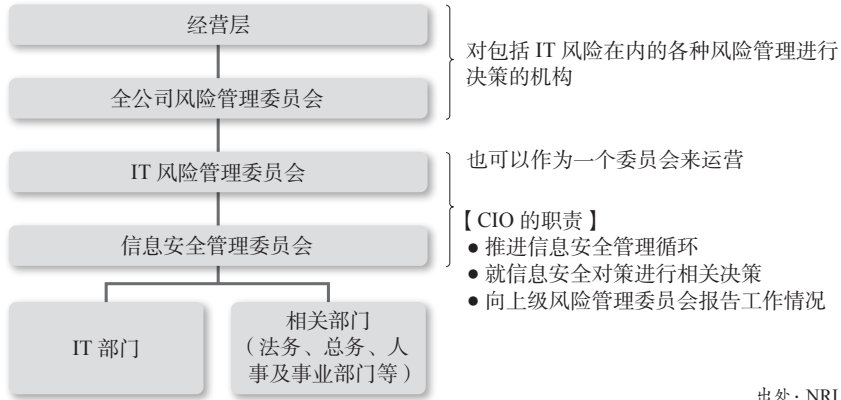 经营层
对包括 IT 风险在内的各种风险管理进行
决策的机构
全公司风险管理委员会
IT 风险管理委员会
也可以作为一个委员会来运营
信息安全管理委员会
【 CIO 的职责 】
● 推进信息安全管理循环
● 就信息安全对策进行相关决策
● 向上级风险管理委员会报告工作情况
IT 部门
相关部门
（法务、总务、人
事及事业部门等）
出处：NRI